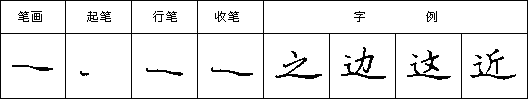 笔画 起笔 行笔 收笔 字 例
之 边 这 近